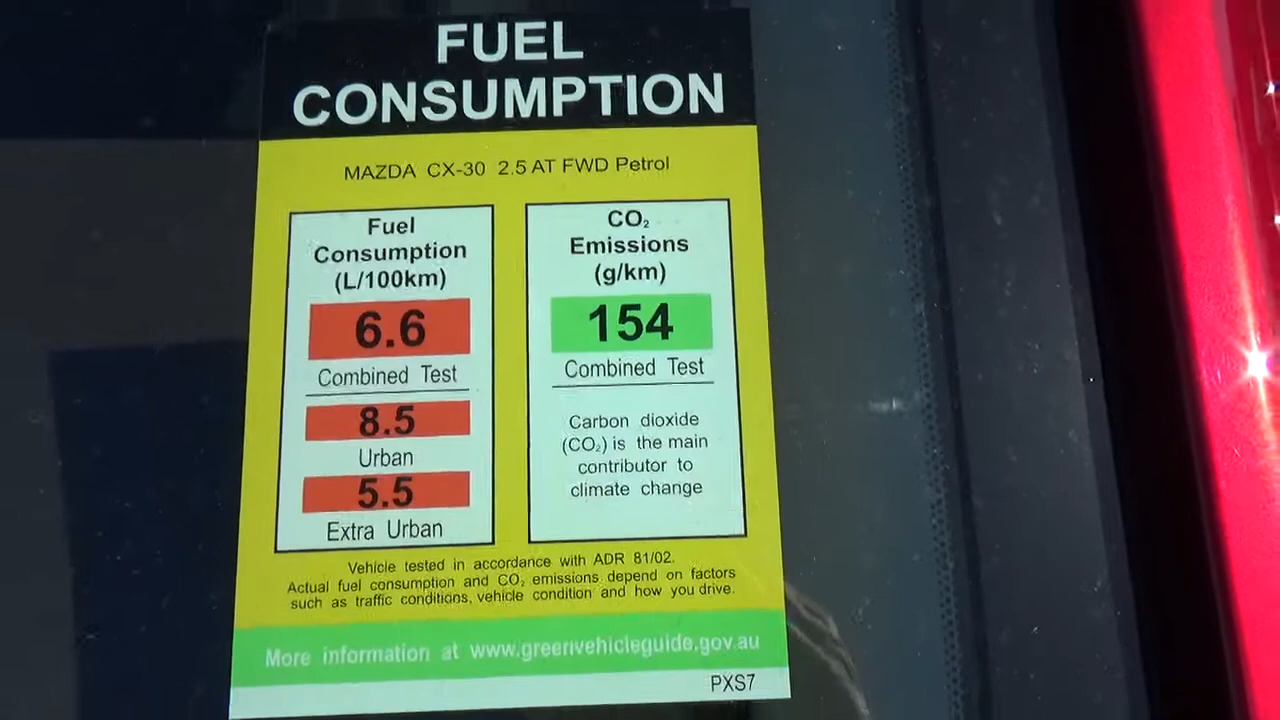 FUEL
CONSUMPTION
MAZDA CX-30 2.5 AT FWD Petrol
Fuel
Consumption
(L/100km)
6.6
Combined Test
8.5
Urban
5.5
Extra Urban
CO₂
Emissions
(g/km)
154
Combined Test
Carbon dioxide
(CO₂) is the main
contributor to
climate change
Vehicle tested in accordance with ADR 81/02.
Actual fuel consumption and CO₂ emissions depend on factors
such as traffic conditions, vehicle condition and how you drive.
More information at www.greenvehicleguide.gov.au
PXS7